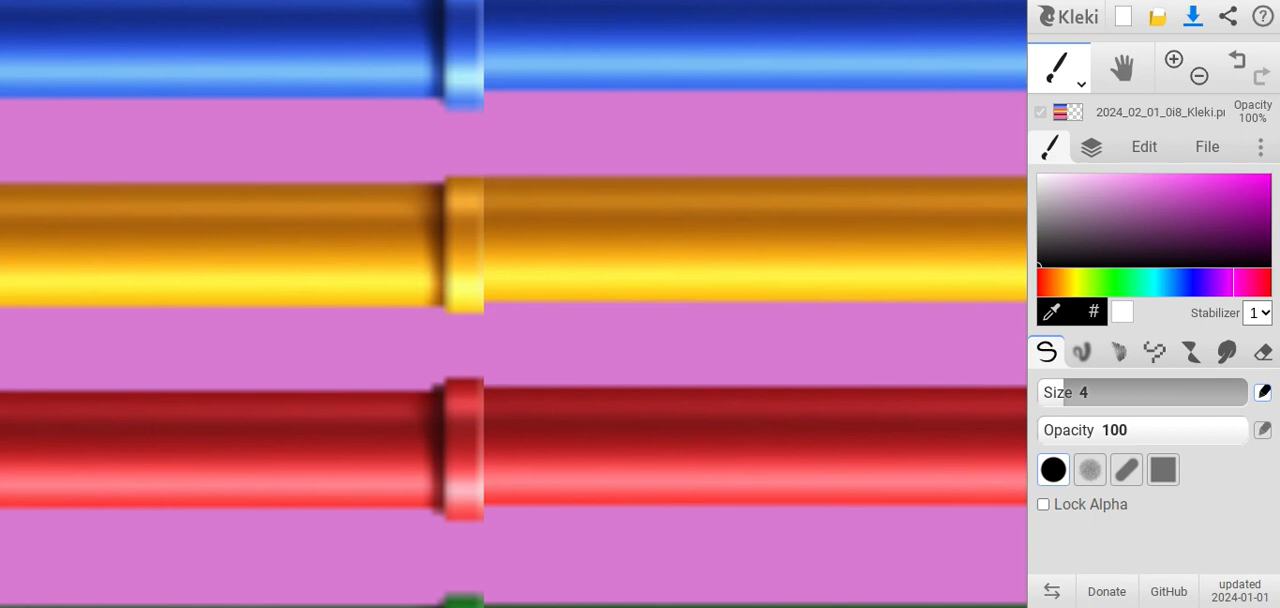 Kleki
2024_02_01_0i8_Kleki.p
Opacity
100%
Edit
File
#
Stabilizer 1
Size 4
Opacity 100
Lock Alpha
Donate
GitHub
updated
2024-01-01